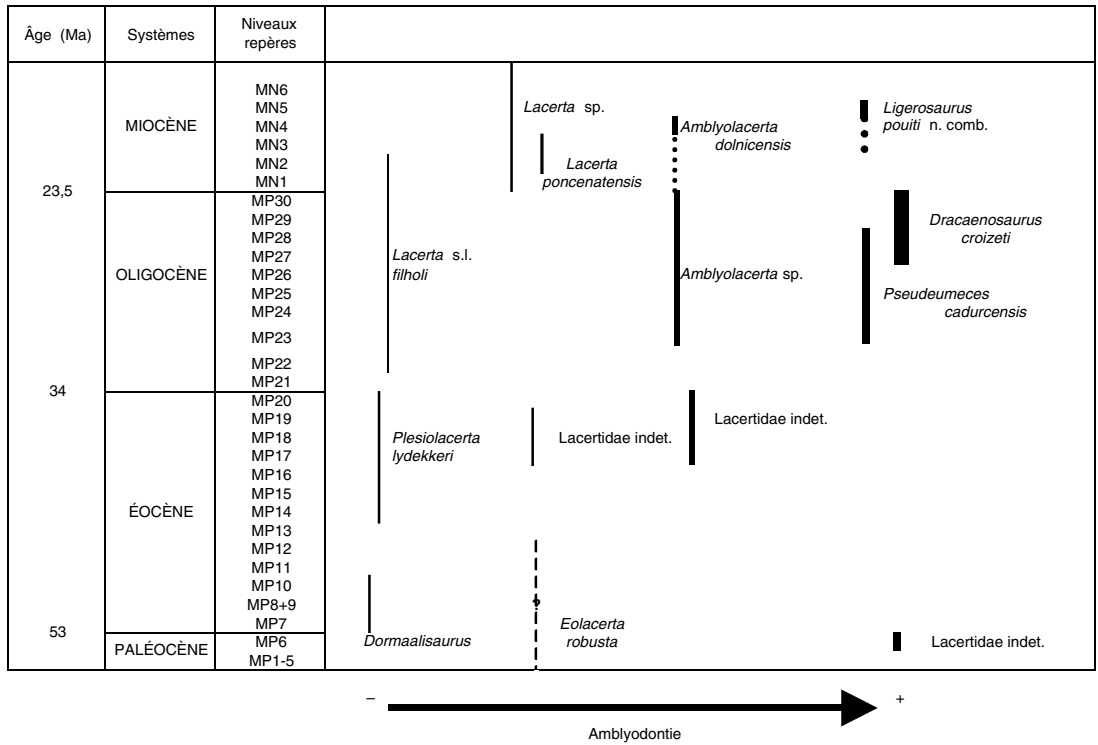 Âge (Ma)
Systèmes
Niveaux
repères
MIOCÈNE
MN6
MN5
MN4
MN3
MN2
MN1
23,5
OLIGOCÈNE
MP30
MP29
MP28
MP27
MP26
MP25
MP24
MP23
MP22
MP21
34
ÉOCÈNE
MP20
MP19
MP18
MP17
MP16
MP15
MP14
MP13
MP12
MP11
MP10
MP8+9
MP7
53
PALÉOCÈNE
MP6
MP1-5
Lacerta sp.
Lacerta
poncenatensis
Amblyolacerta
dolnicensis
Ligerosaurus
pouiti n. comb.
Lacerta s.l.
filholi
Amblyolacerta sp.
Dracaenosaurus
croizeti
Pseudeumeces
cadurcensis
Plesiolacerta
lydekkeri
Lacertidae indet.
Lacertidae indet.
?
Dormaalisaurus
Eolacerta
robusta
Lacertidae indet.
–
+
Amblyodontie